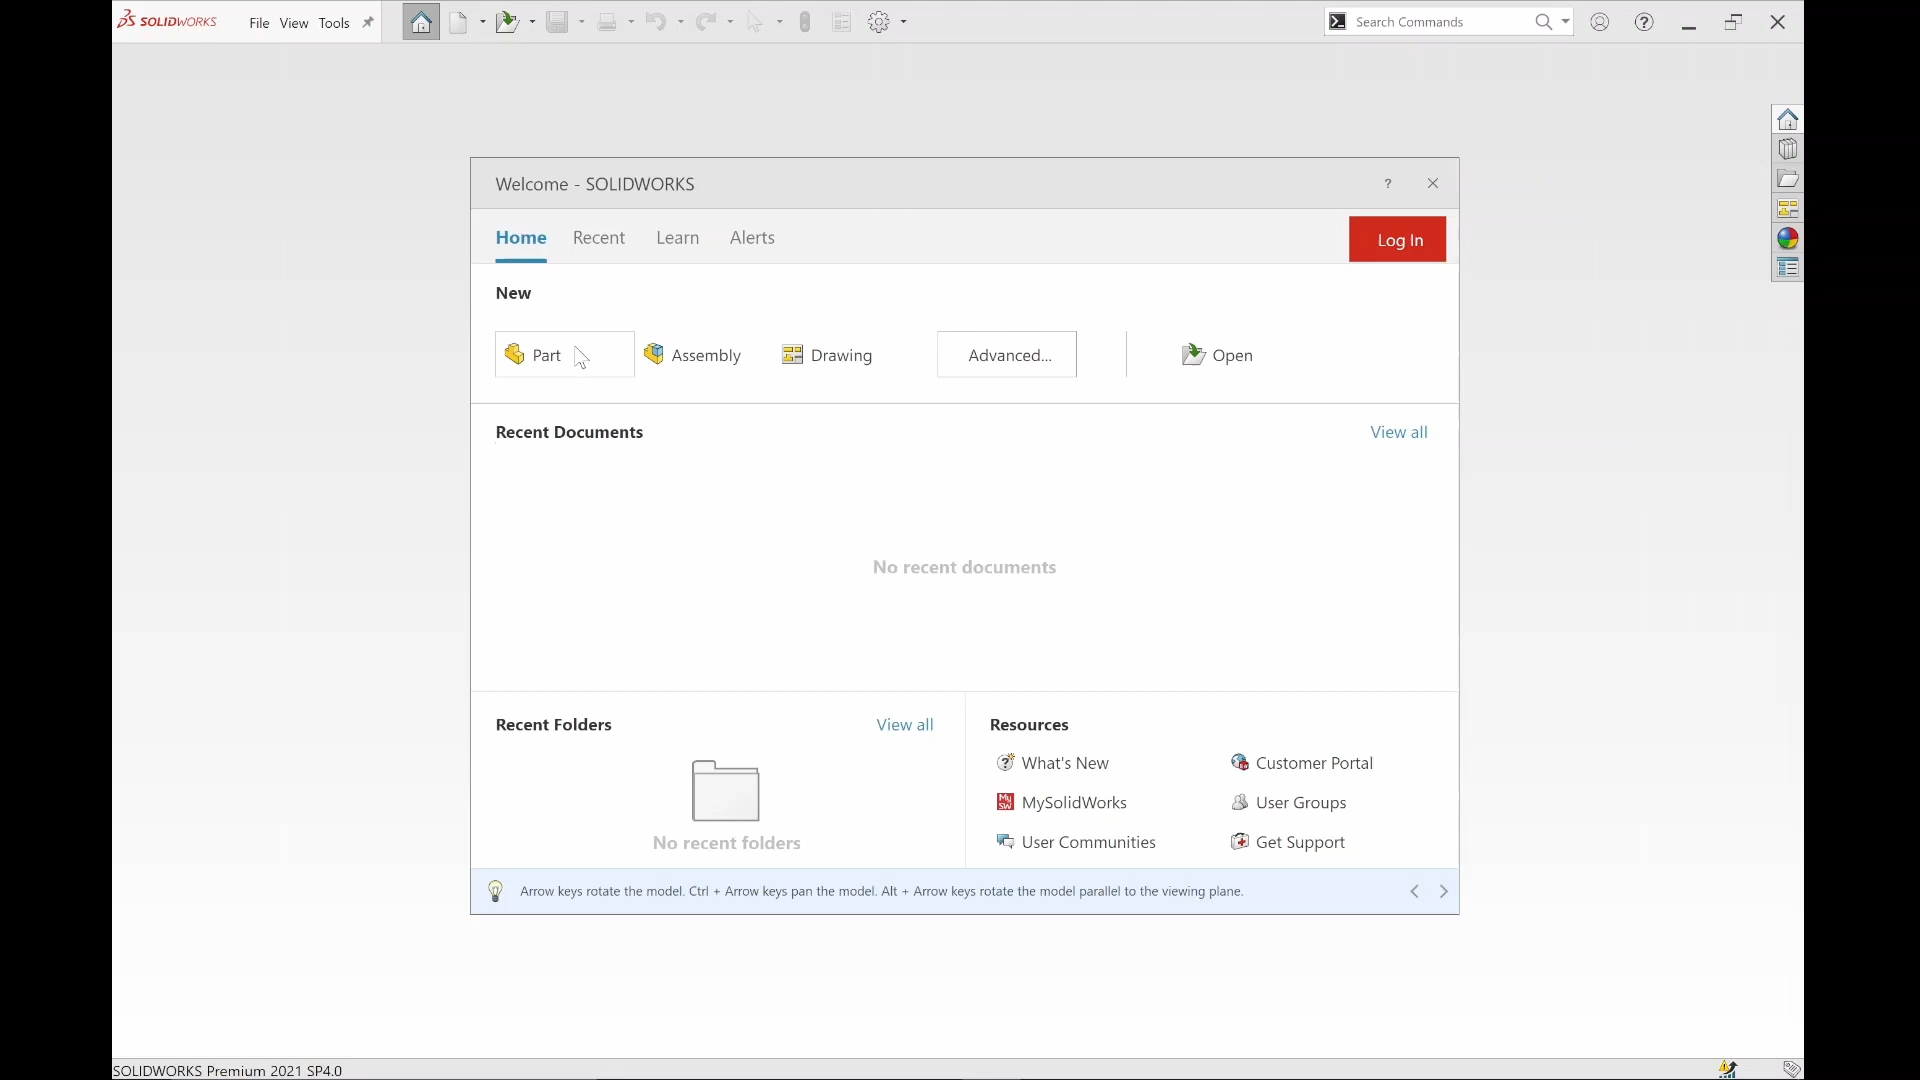 SOLIDWORKS File View Tools Search Commands
Welcome - SOLIDWORKS ?
Home Recent Learn Alerts Log In
New
Part Assembly Drawing Advanced... Open
Recent Documents View all
No recent documents
Recent Folders View all Resources
What's New Customer Portal
MySolidWorks User Groups
No recent folders
User Communities Get Support
Arrow keys rotate the model. Ctrl + Arrow keys pan the model. Alt + Arrow keys rotate the model parallel to the viewing plane.
SOLIDWORKS Premium 2021 SP4.0